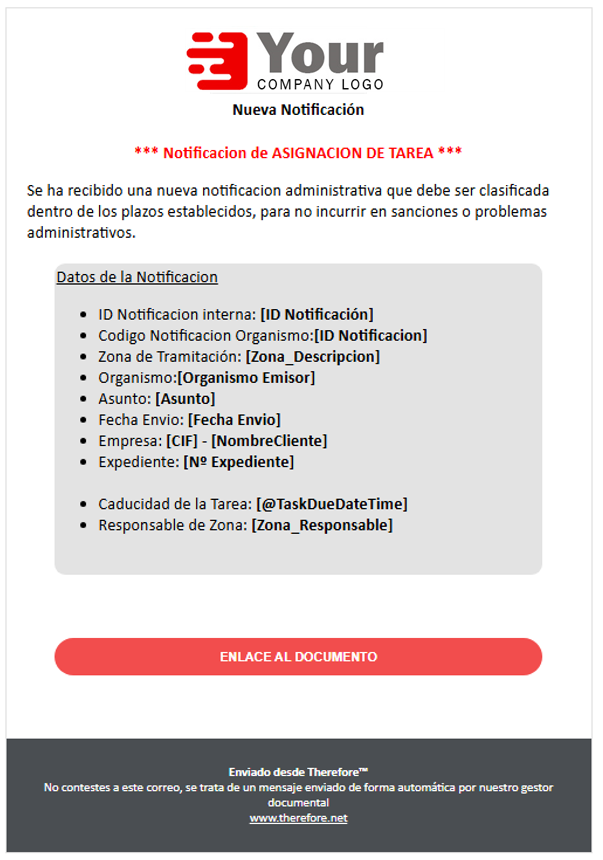 Your
COMPANY LOGO
Nueva Notificación
*** Notificacion de ASIGNACION DE TAREA ***
Se ha recibido una nueva notificacion administrativa que debe ser clasificada
dentro de los plazos establecidos, para no incurrir en sanciones o problemas
administrativos.
Datos de la Notificacion
• ID Notificacion interna: [ID Notificación]
• Codigo Notificacion Organismo:[ID Notificacion]
• Zona de Tramitación: [Zona_Descripcion]
• Organismo:[Organismo Emisor]
• Asunto: [Asunto]
• Fecha Envio: [Fecha Envio]
• Empresa: [CIF] - [NombreCliente]
• Expediente: [Nº Expediente]
• Caducidad de la Tarea: [@TaskDueDateTime]
• Responsable de Zona: [Zona_Responsable]
ENLACE AL DOCUMENTO
Enviado desde Therefore™
No contestes a este correo, se trata de un mensaje enviado de forma automática por nuestro gestor
documental
www.therefore.net